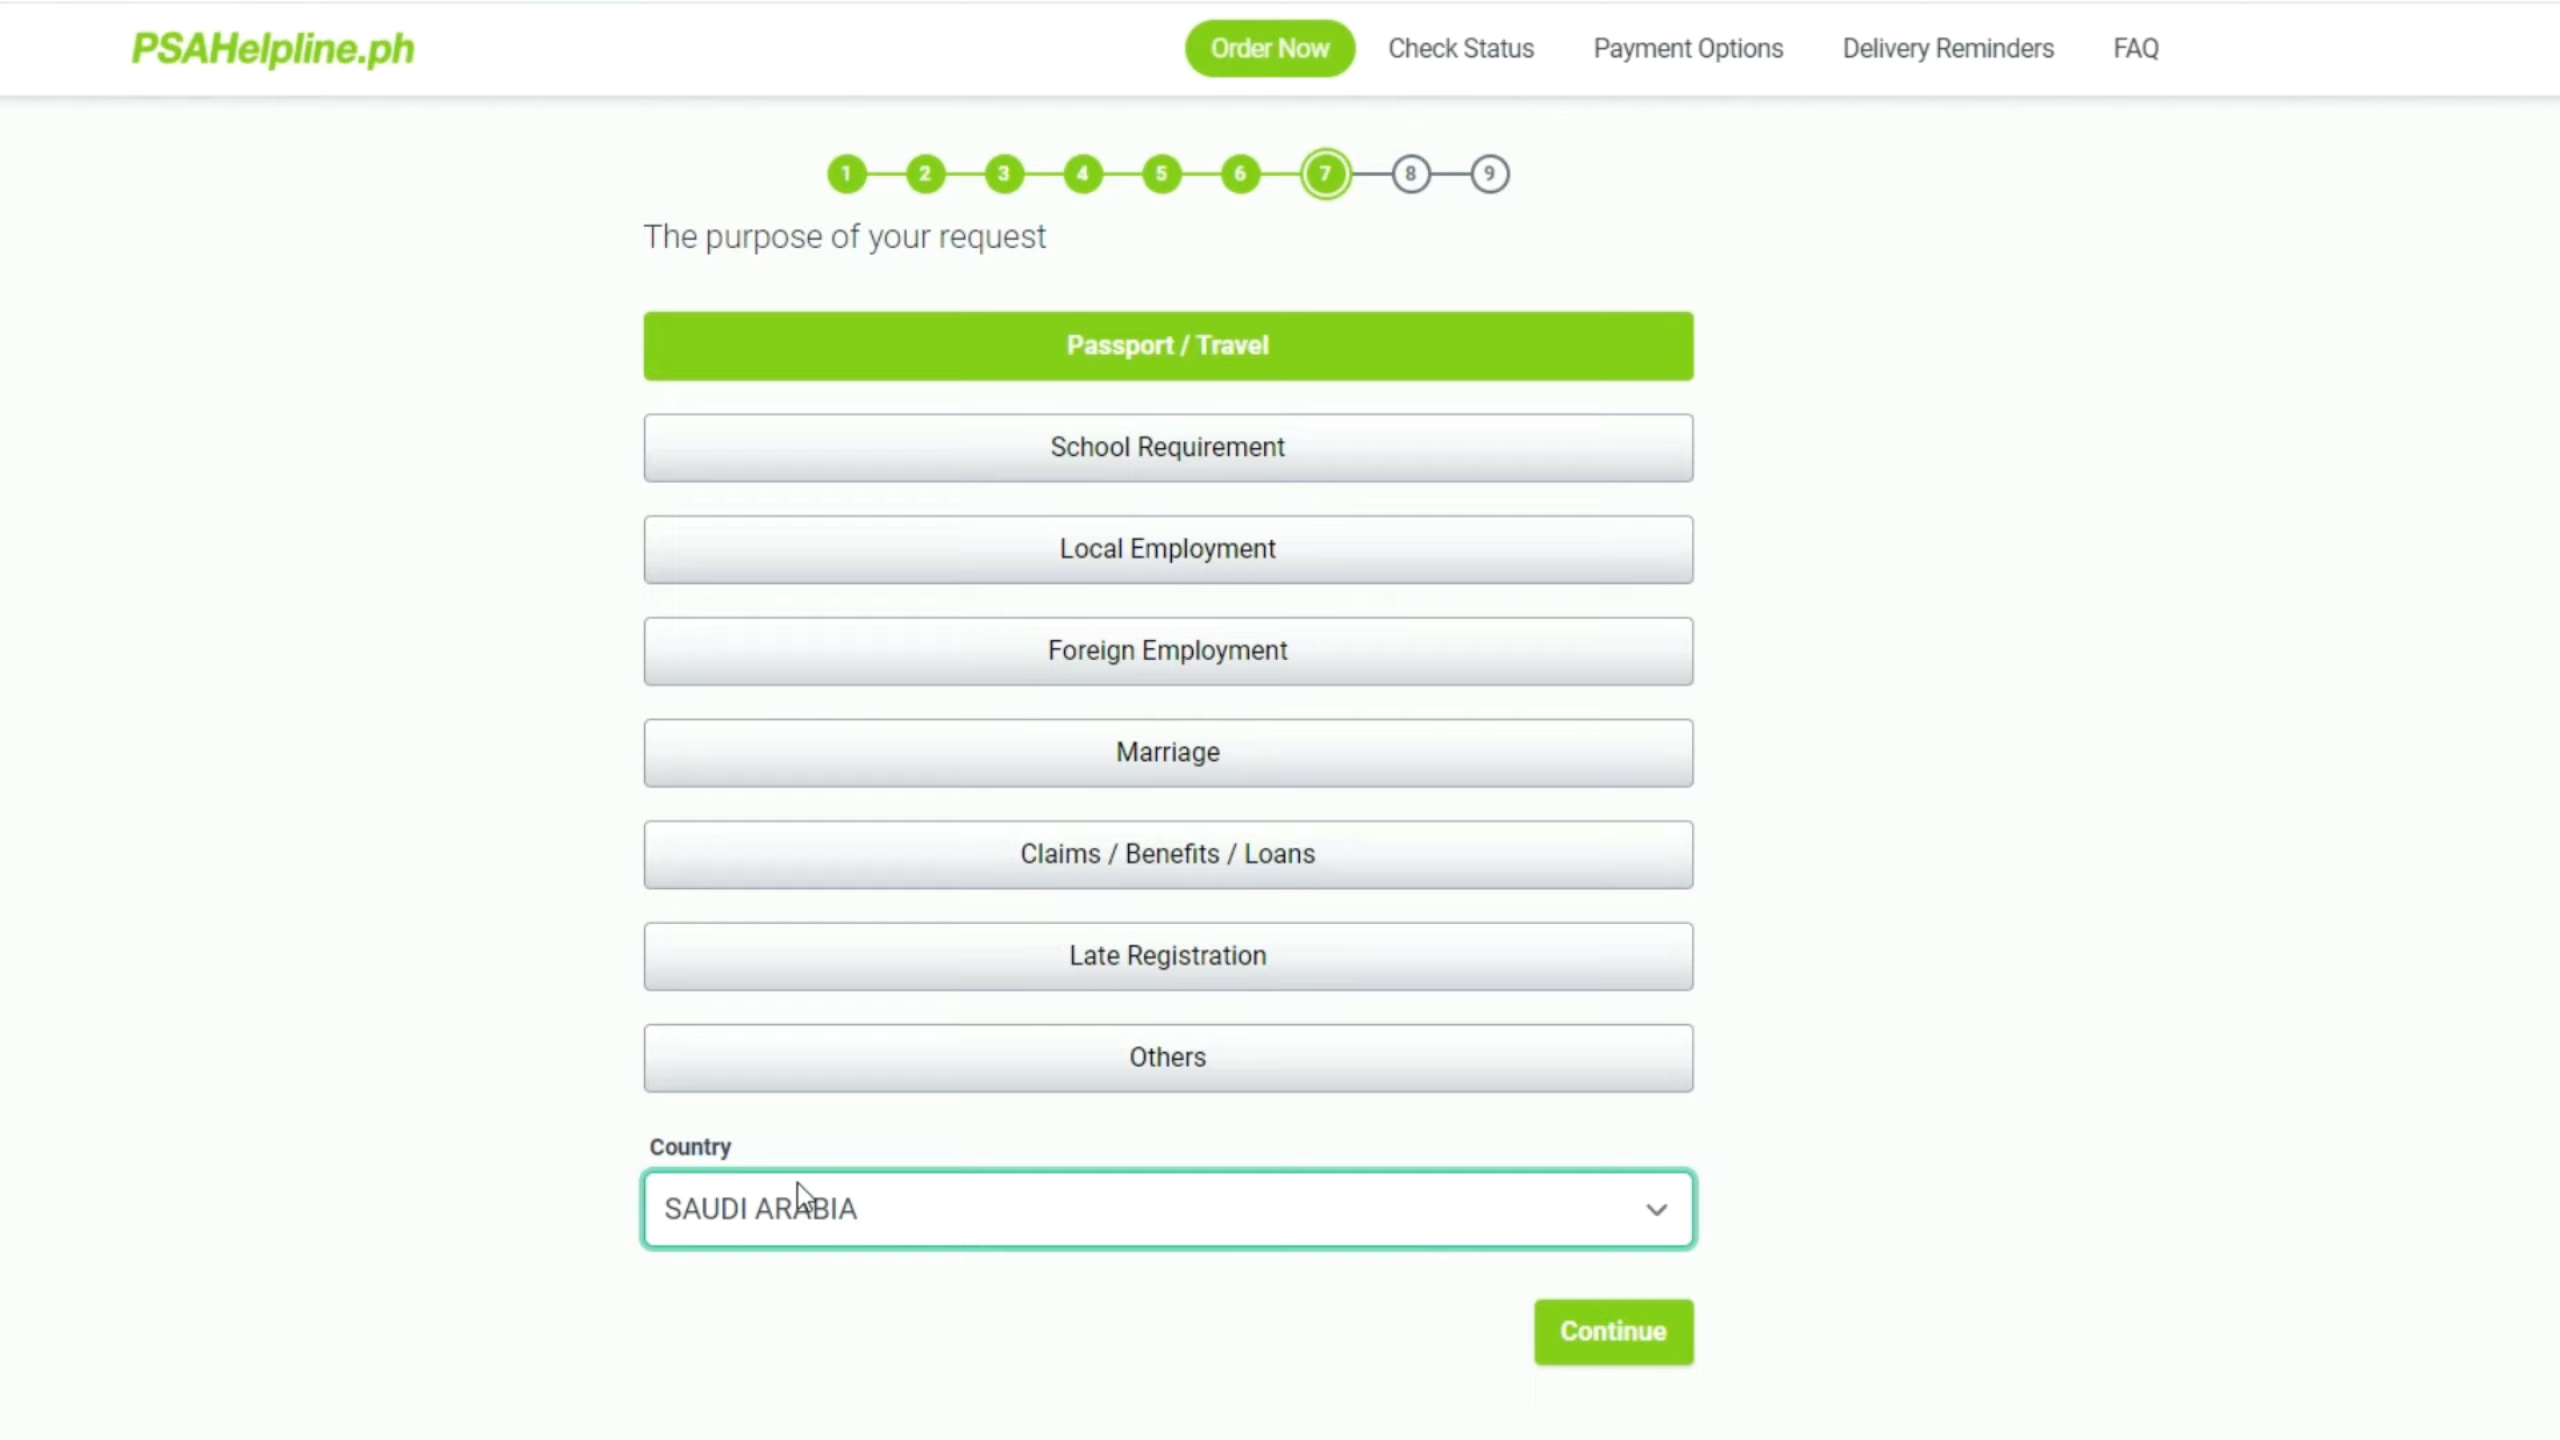 PSAHelpline.ph
Order Now
Check Status
Payment Options
Delivery Reminders
FAQ
1 2 3 4 5 6 7 8 9
The purpose of your request
Passport / Travel
School Requirement
Local Employment
Foreign Employment
Marriage
Claims / Benefits / Loans
Late Registration
Others
Country
SAUDI ARABIA
Continue